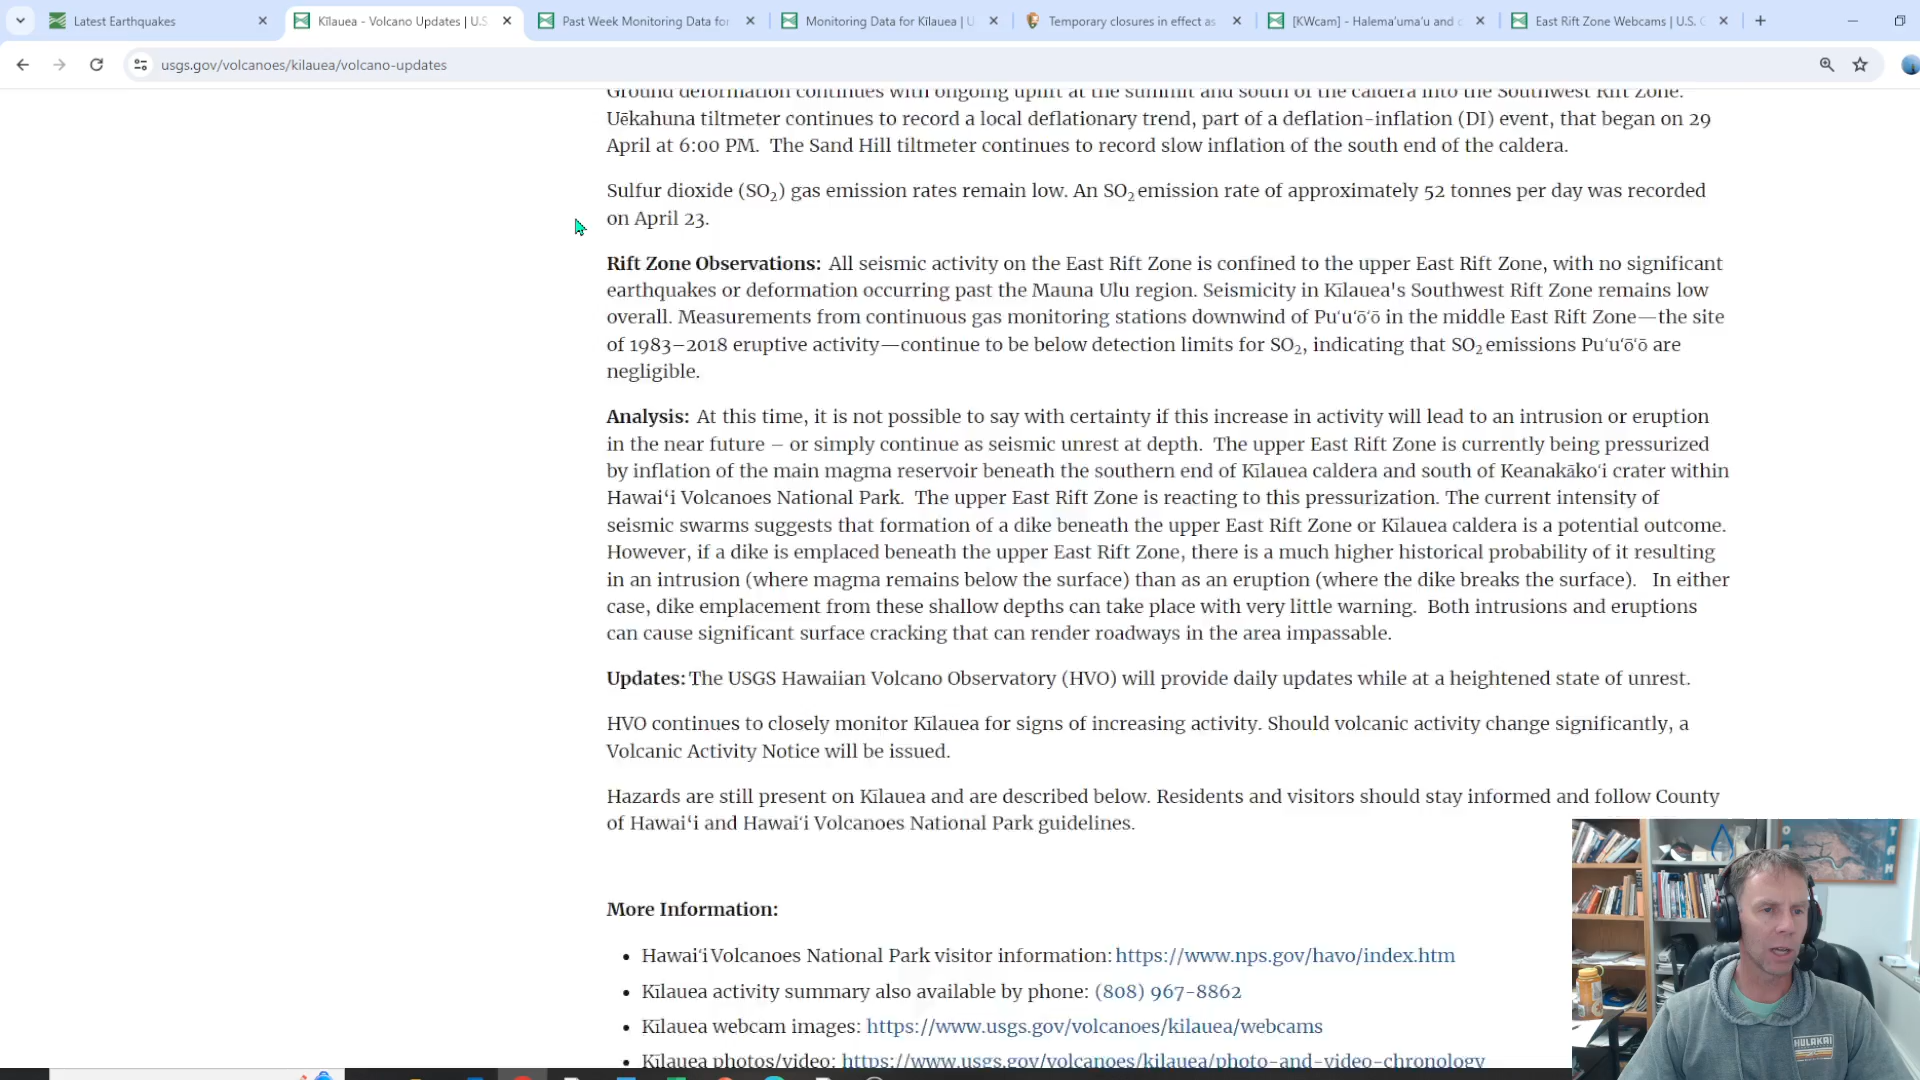 Latest Earthquakes
Kīlauea - Volcano Updates | U.S.
Past Week Monitoring Data for
Monitoring Data for Kīlauea | U
Temporary closures in effect as
[KWcam] - Halemaʻumaʻu and c
East Rift Zone Webcams | U.S. G
usgs.gov/volcanoes/kilauea/volcano-updates
Ground deformation continues with ongoing uplift at the summit and south of the caldera into the Southwest Rift Zone.
Uēkahuna tiltmeter continues to record a local deflationary trend, part of a deflation-inflation (DI) event, that began on 29
April at 6:00 PM. The Sand Hill tiltmeter continues to record slow inflation of the south end of the caldera.
Sulfur dioxide (SO₂) gas emission rates remain low. An SO₂ emission rate of approximately 52 tonnes per day was recorded
on April 23.
Rift Zone Observations: All seismic activity on the East Rift Zone is confined to the upper East Rift Zone, with no significant
earthquakes or deformation occurring past the Mauna Ulu region. Seismicity in Kīlauea's Southwest Rift Zone remains low
overall. Measurements from continuous gas monitoring stations downwind of Puʻuʻōʻō in the middle East Rift Zone—the site
of 1983–2018 eruptive activity—continue to be below detection limits for SO₂, indicating that SO₂ emissions Puʻuʻōʻō are
negligible.
Analysis: At this time, it is not possible to say with certainty if this increase in activity will lead to an intrusion or eruption
in the near future – or simply continue as seismic unrest at depth. The upper East Rift Zone is currently being pressurized
by inflation of the main magma reservoir beneath the southern end of Kīlauea caldera and south of Keanakākoʻi crater within
Hawaiʻi Volcanoes National Park. The upper East Rift Zone is reacting to this pressurization. The current intensity of
seismic swarms suggests that formation of a dike beneath the upper East Rift Zone or Kīlauea caldera is a potential outcome.
However, if a dike is emplaced beneath the upper East Rift Zone, there is a much higher historical probability of it resulting
in an intrusion (where magma remains below the surface) than as an eruption (where the dike breaks the surface). In either
case, dike emplacement from these shallow depths can take place with very little warning. Both intrusions and eruptions
can cause significant surface cracking that can render roadways in the area impassable.
Updates: The USGS Hawaiian Volcano Observatory (HVO) will provide daily updates while at a heightened state of unrest.
HVO continues to closely monitor Kīlauea for signs of increasing activity. Should volcanic activity change significantly, a
Volcanic Activity Notice will be issued.
Hazards are still present on Kīlauea and are described below. Residents and visitors should stay informed and follow County
of Hawaiʻi and Hawaiʻi Volcanoes National Park guidelines.
More Information:
• Hawaiʻi Volcanoes National Park visitor information: https://www.nps.gov/havo/index.htm
• Kīlauea activity summary also available by phone: (808) 967-8862
• Kīlauea webcam images: https://www.usgs.gov/volcanoes/kilauea/webcams
• Kīlauea photos/video: https://www.usgs.gov/volcanoes/kilauea/photo-and-video-chronology
HULAKAI